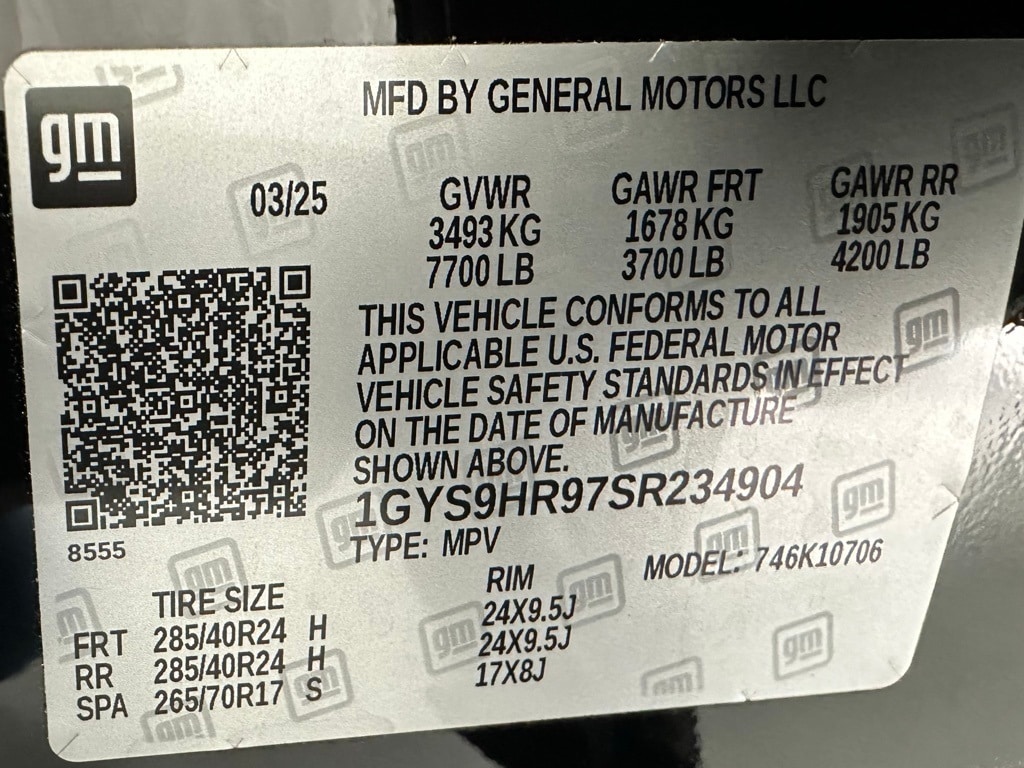 gm
MFD BY GENERAL MOTORS LLC
03/25
GVWR
3493 KG
7700 LB
GAWR FRT
1678 KG
3700 LB
GAWR RR
1905 KG
4200 LB
THIS VEHICLE CONFORMS TO ALL
APPLICABLE U.S. FEDERAL MOTOR
VEHICLE SAFETY STANDARDS IN EFFECT
ON THE DATE OF MANUFACTURE
SHOWN ABOVE.
1GYS9HR97SR234904
8555
TYPE: MPV
MODEL: 746K10706
TIRE SIZE RIM
FRT 285/40R24 H 24X9.5J
RR 285/40R24 H 24X9.5J
SPA 265/70R17 S 17X8J